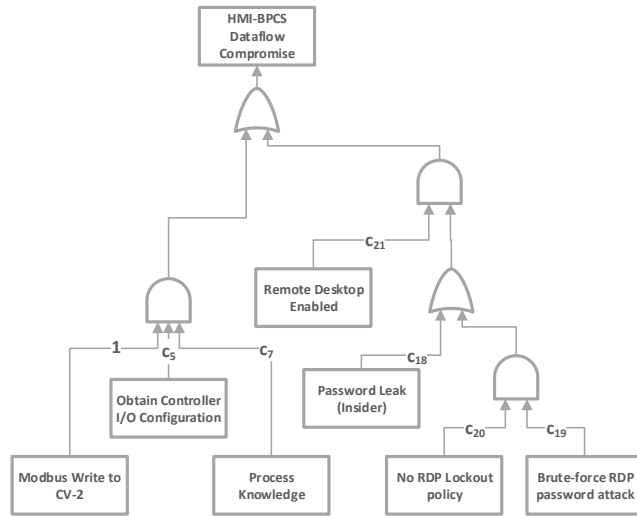 HMI-BPCS
Dataflow
Compromise
c₂₁
Remote Desktop
Enabled
1
c₅
c₇
c₁₈
Obtain Controller
I/O Configuration
Password Leak
(Insider)
c₂₀
c₁₉
Modbus Write to
CV-2
Process
Knowledge
No RDP Lockout
policy
Brute-force RDP
password attack